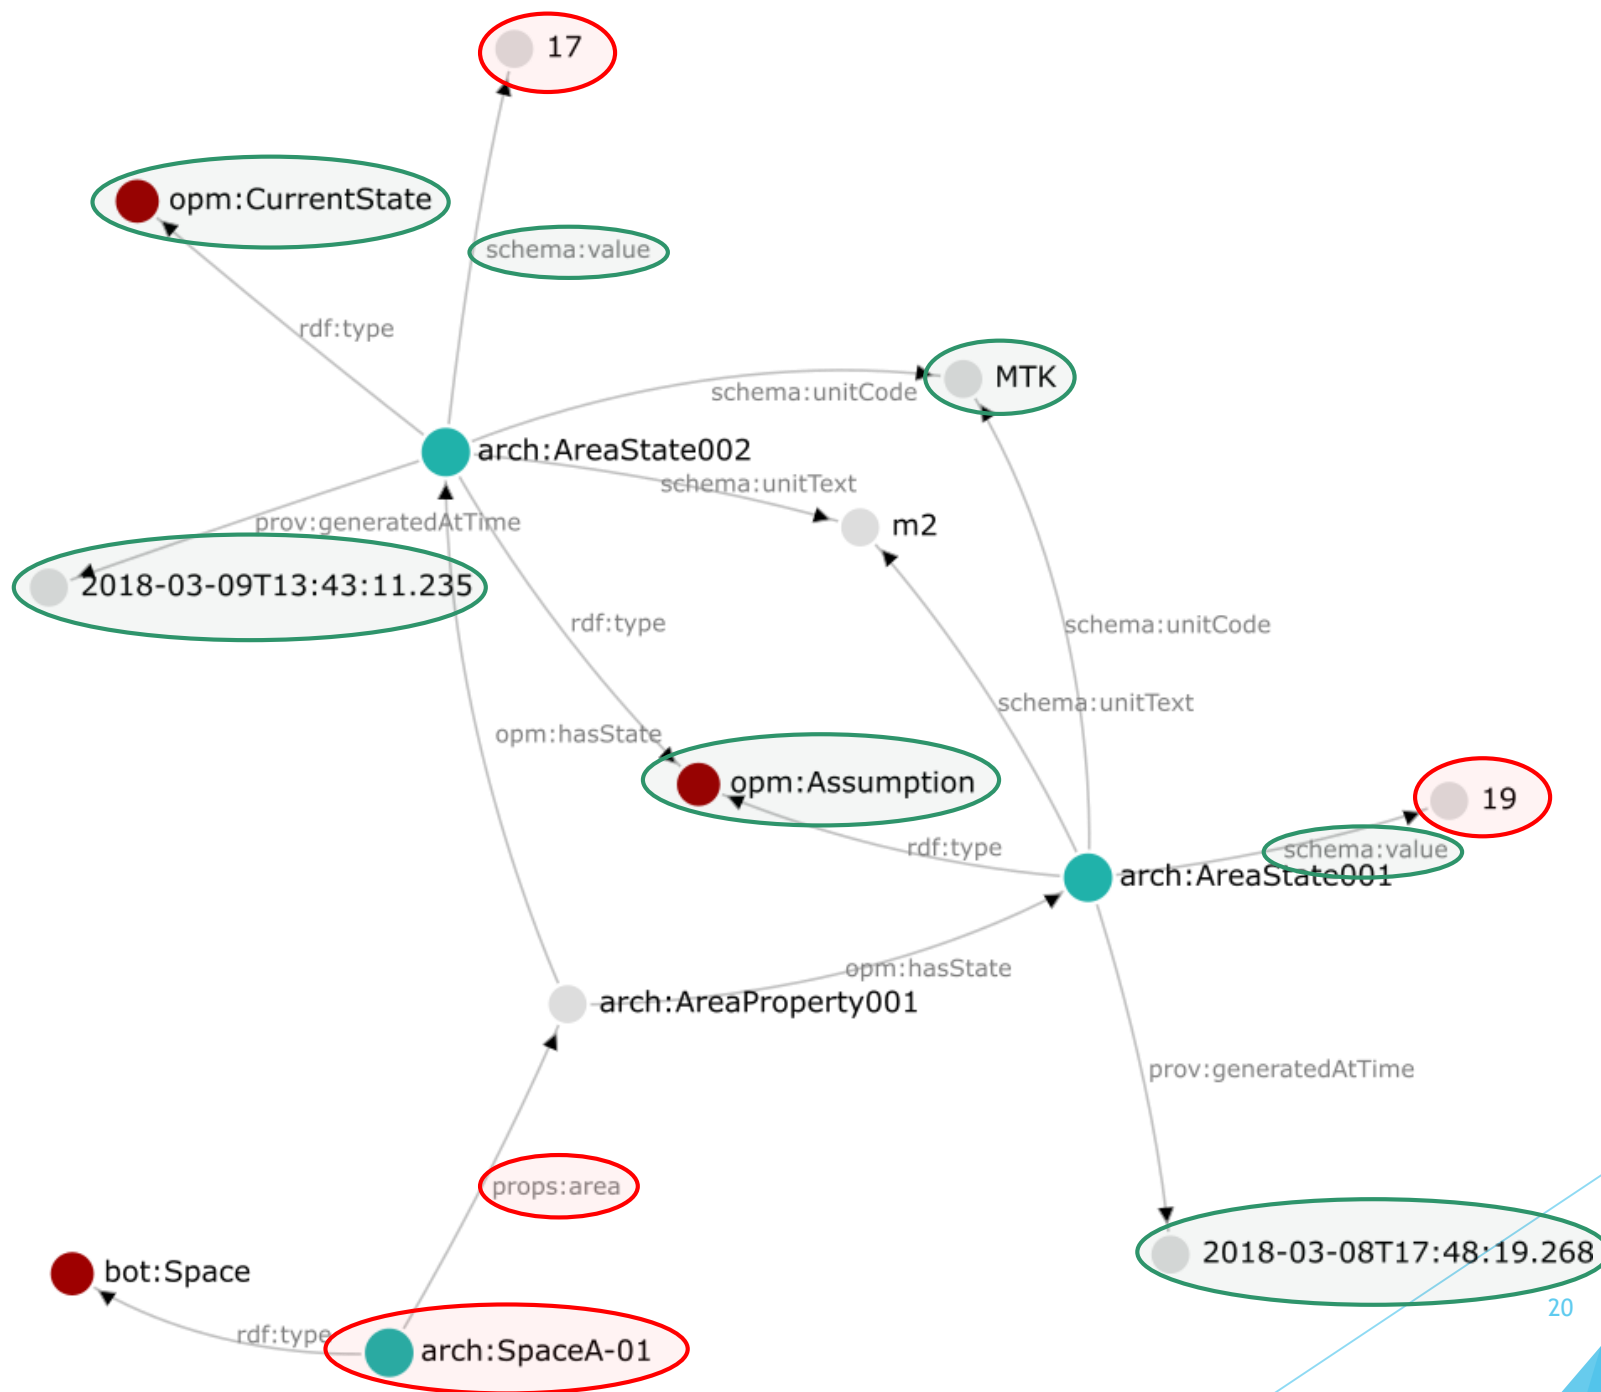 17
opm:CurrentState
schema:value
rdf:type
MTK
schema:unitCode
arch:AreaState002
schema:unitText
prov:generatedAtTime
m2
2018-03-09T13:43:11.235
rdf:type
schema:unitCode
schema:unitText
opm:hasState
opm:Assumption
19
rdf:type
schema:value
arch:AreaState001
opm:hasState
arch:AreaProperty001
prov:generatedAtTime
props:area
2018-03-08T17:48:19.268
bot:Space
20
rdf:type
arch:SpaceA-01